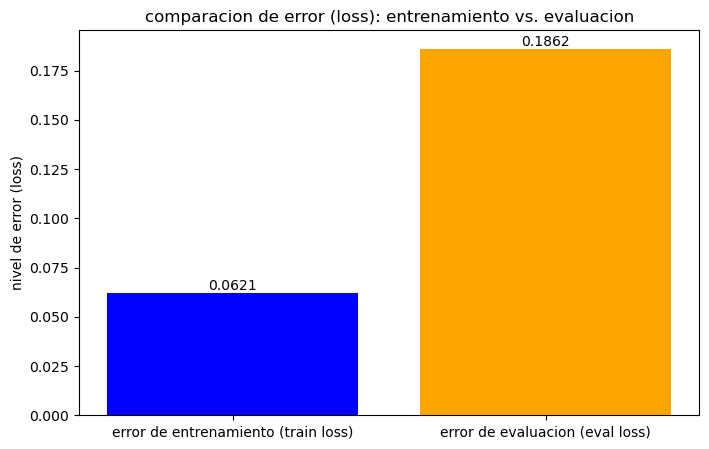 comparacion de error (loss): entrenamiento vs. evaluacion
nivel de error (loss)
0.175
0.150
0.125
0.100
0.075
0.050
0.025
0.000
0.0621
0.1862
error de entrenamiento (train loss)
error de evaluacion (eval loss)